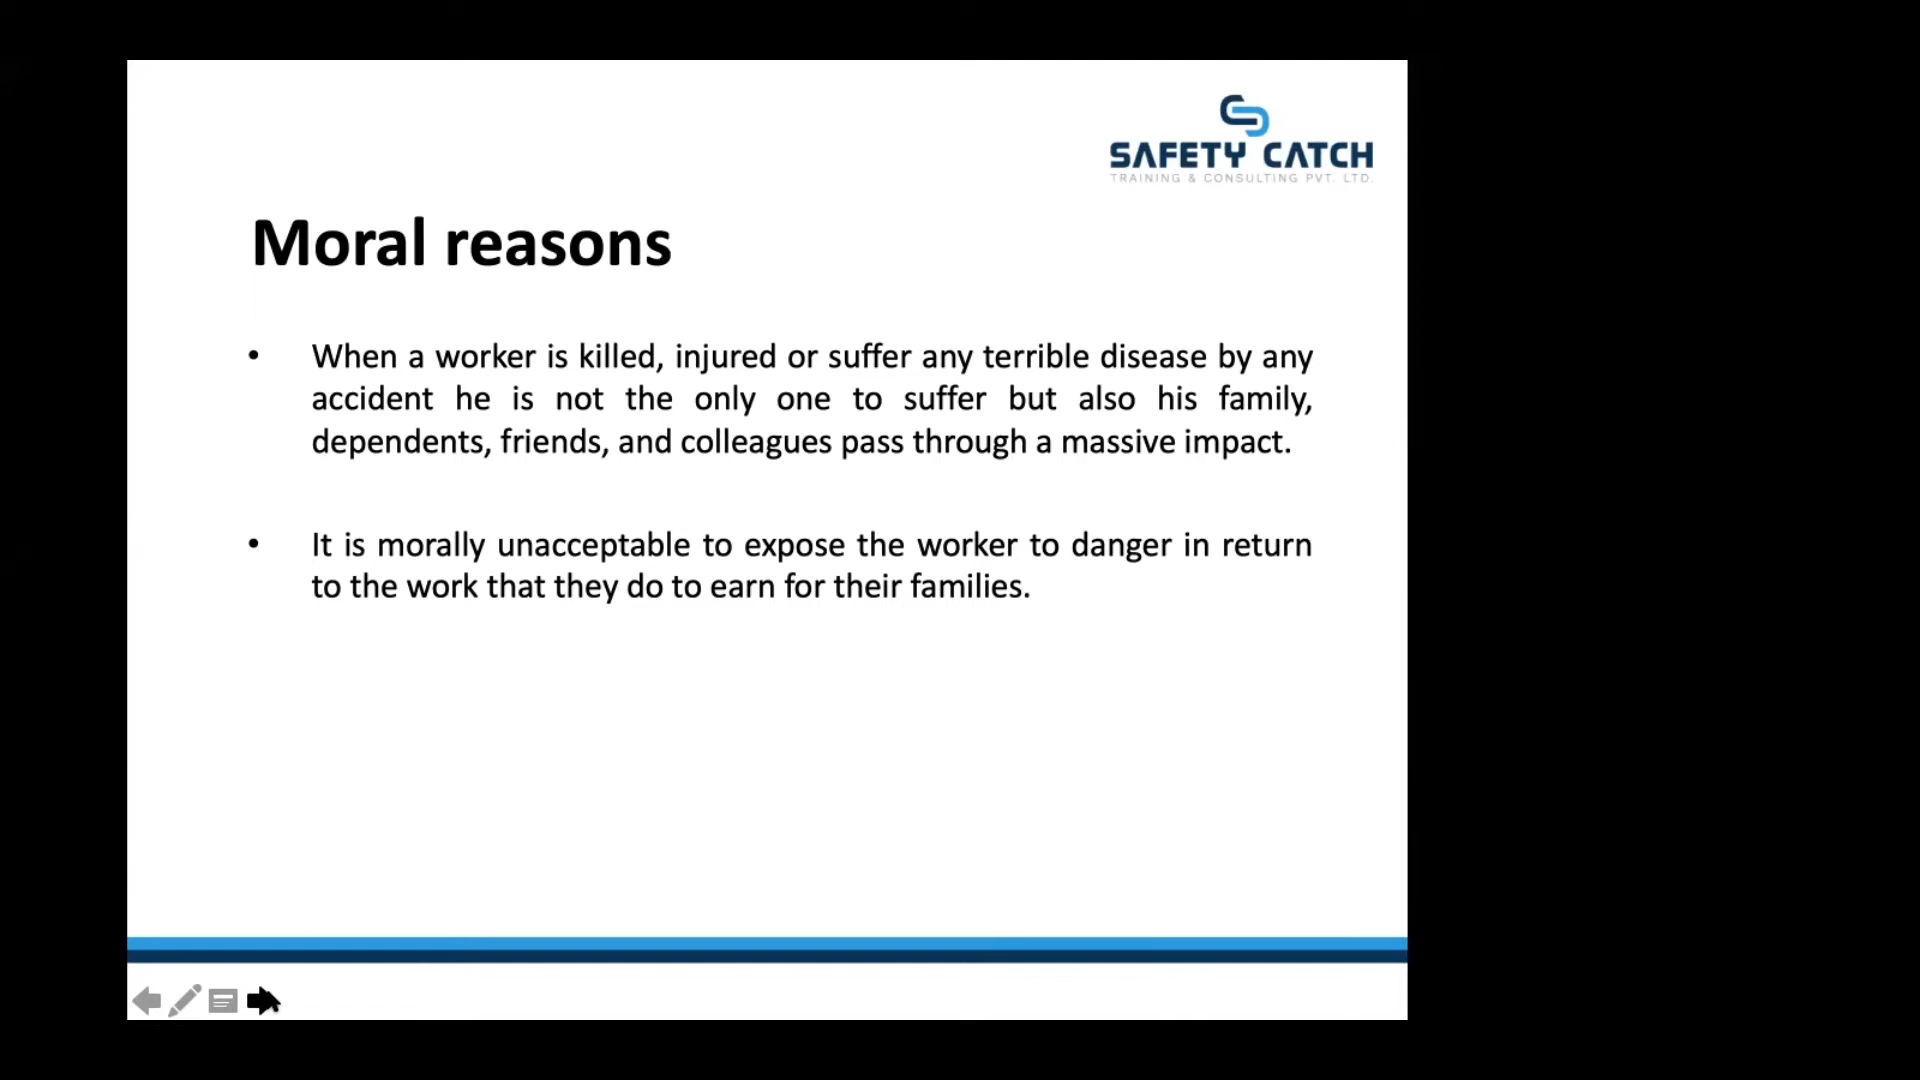 SAFETY CATCH
TRAINING & CONSULTING PVT. LTD.
Moral reasons
• When a worker is killed, injured or suffer any terrible disease by any
accident he is not the only one to suffer but also his family,
dependents, friends, and colleagues pass through a massive impact.
• It is morally unacceptable to expose the worker to danger in return
to the work that they do to earn for their families.